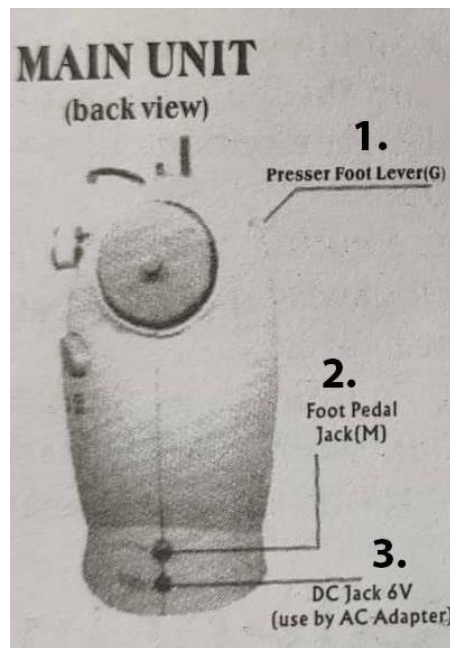 MAIN UNIT
(back view)
1.
Presser Foot Lever(G)
2.
Foot Pedal
Jack(M)
3.
DC Jack 6V
(use by AC Adapter)